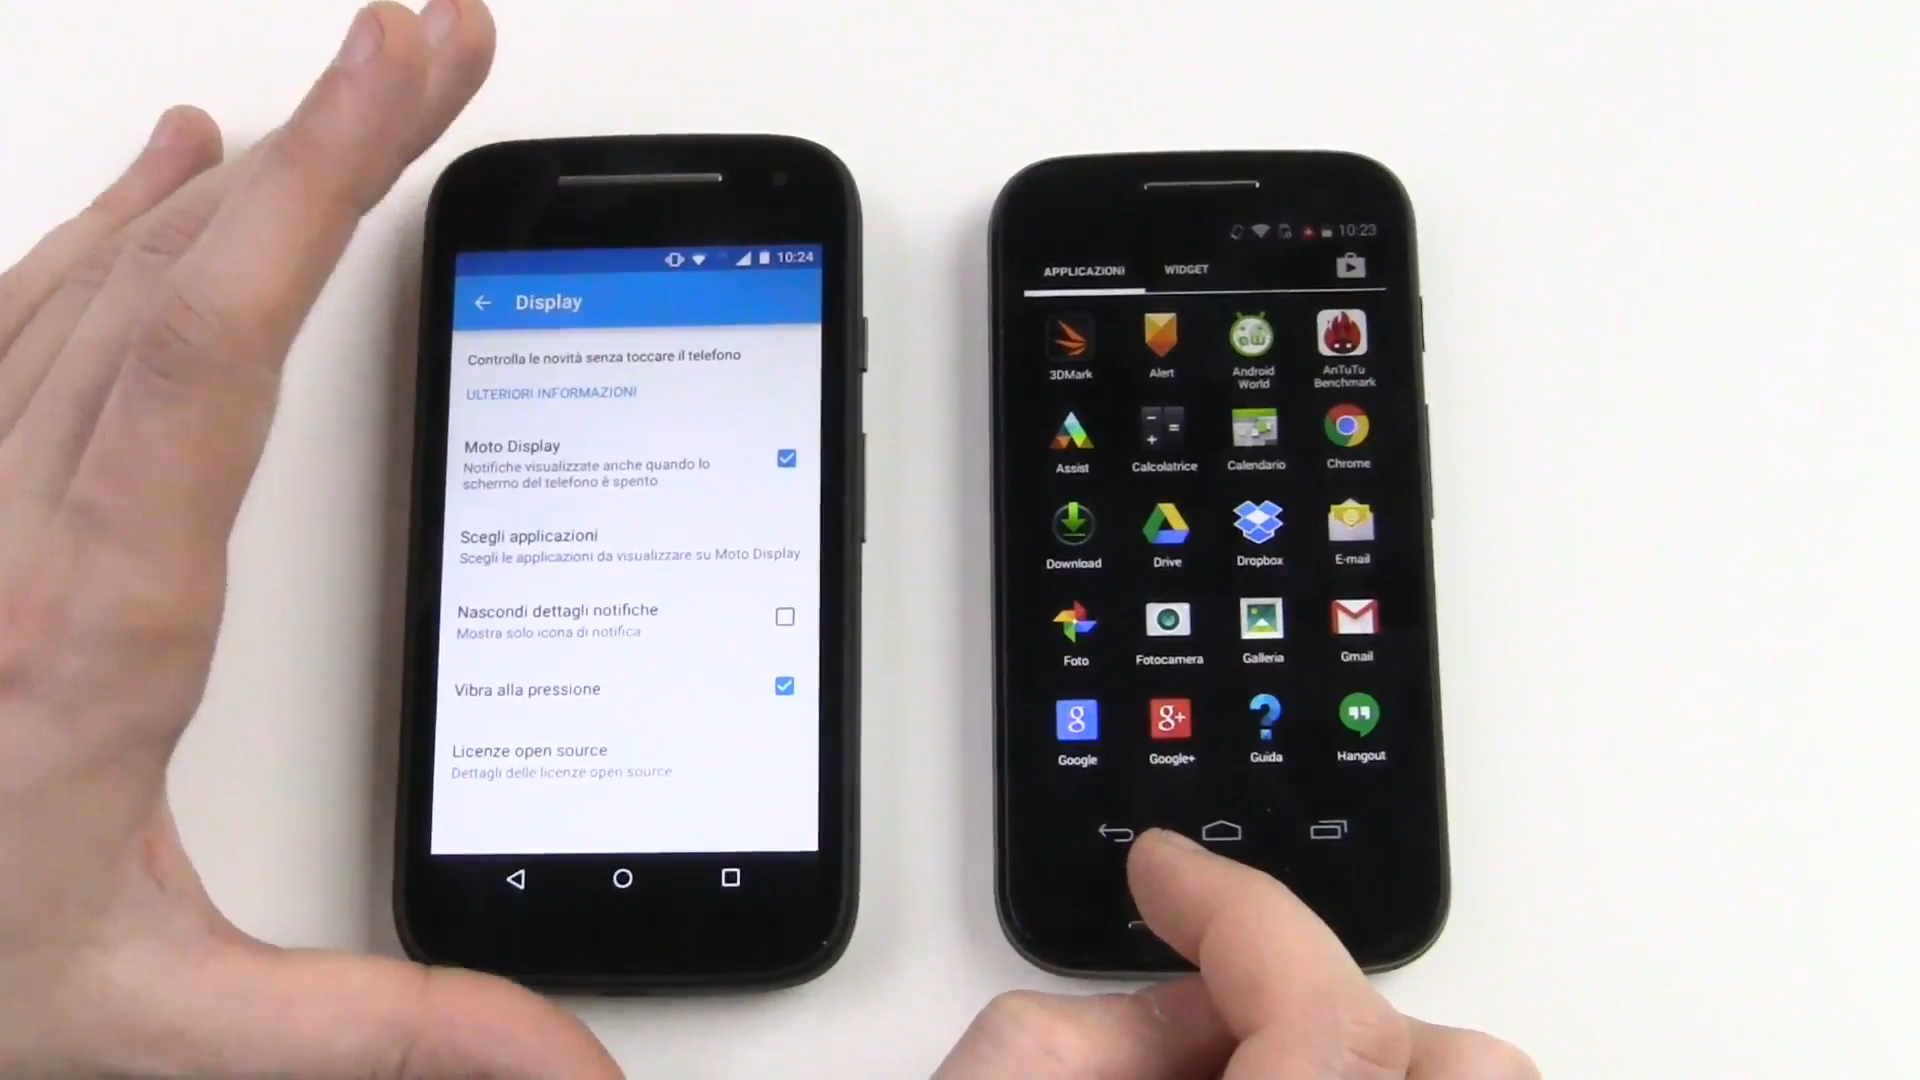 10:24
Display
Controlla le novità senza toccare il telefono
ULTERIORI INFORMAZIONI
Moto Display
Notifiche visualizzate anche quando lo
schermo del telefono è spento
Scegli applicazioni
Scegli le applicazioni da visualizzare su Moto Display
Nascondi dettagli notifiche
Mostra solo icona di notifica
Vibra alla pressione
Licenze open source
Dettagli delle licenze open source
10:23
APPLICAZIONI WIDGET
3DMark Alert Android World AnTuTu Benchmark
Assist Calcolatrice Calendario Chrome
Download Drive Dropbox E-mail
Foto Fotocamera Galleria Gmail
g g+
Google Google+ Guida Hangout